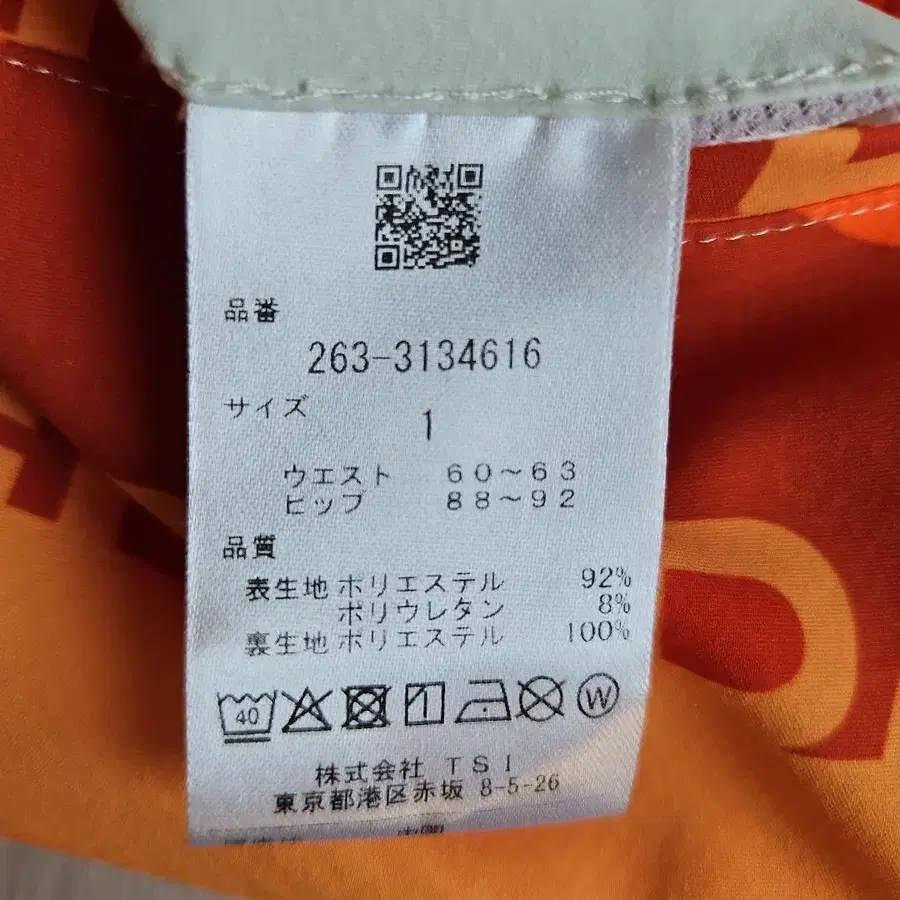 品番
263-3134616
サイズ
1
ウエスト 60～63
ヒップ 88～92
品質
表生地 ポリエステル 92%
ポリウレタン 8%
裏生地 ポリエステル 100%
40 W
株式会社 TSI
東京都港区赤坂 8-5-26